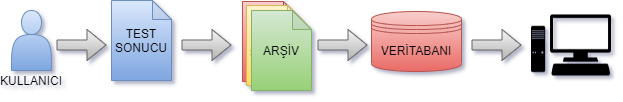 KULLANICI
TEST
SONUCU
ARŞİV
VERİTABANI